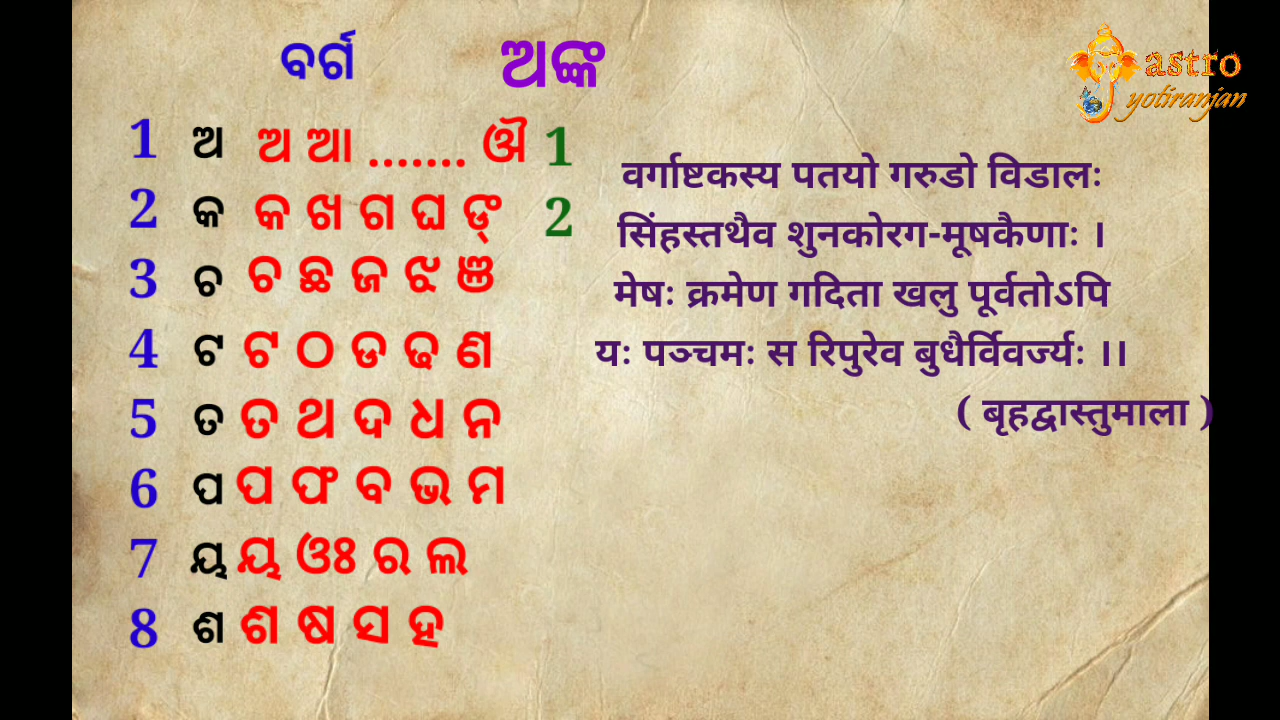 ବର୍ଗ ଅଙ୍କ
astro
yotiranjan
1 ଅ ଅ ଆ ....... ଔ 1
2 କ କ ଖ ଗ ଘ ଙ୍ 2
3 ଚ ଚ ଛ ଜ ଝ ଞ
4 ଟ ଟ ଠ ଡ ଢ ଣ
5 ତ ତ ଥ ଦ ଧ ନ
6 ପ ପ ଫ ବ ଭ ମ
7 ୟ ୟ ଓଃ ର ଲ
8 ଶ ଶ ଷ ସ ହ
वर्गाष्टकस्य पतयो गरुडो विडालः
सिंहस्तथैव शुनकोरग-मूषकैणाः ।
मेषः क्रमेण गदिता खलु पूर्वतोऽपि
यः पञ्चमः स रिपुरेव बुधैर्विवर्ज्यः ।।
( बृहद्वास्तुमाला )